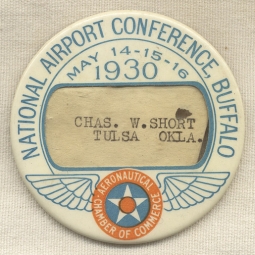 NATIONAL AIRPORT CONFERENCE, BUFFALO
MAY 14-15-16
1930
CHAS. W.SHORT
TULSA OKLA.
AERONAUTICAL
CHAMBER OF COMMERCE